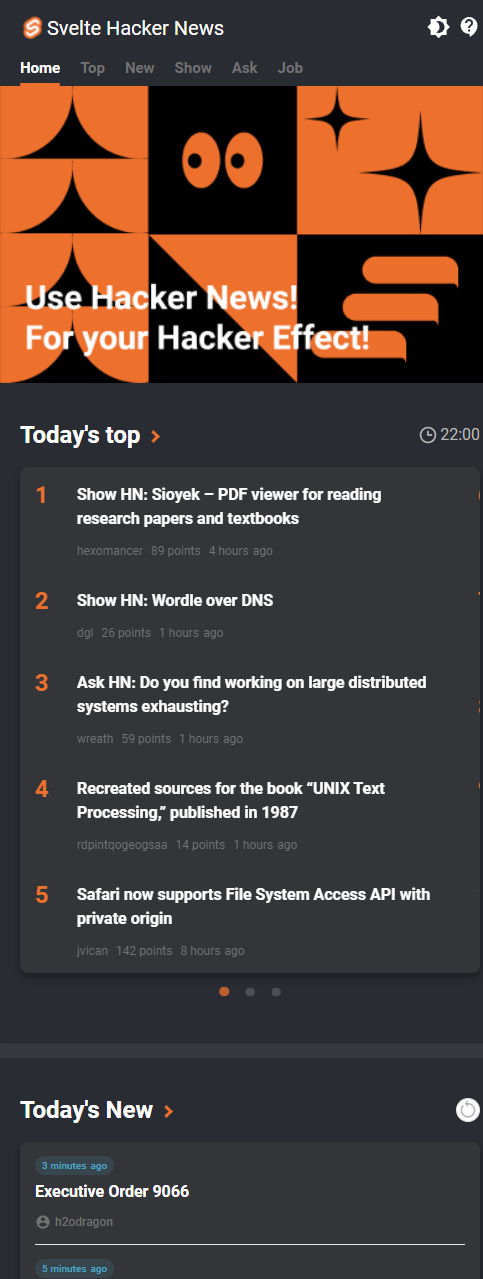 Svelte Hacker News
Home Top New Show Ask Job
Use Hacker News!
For your Hacker Effect!
Today's top
22:00
1 Show HN: Sioyek – PDF viewer for reading
research papers and textbooks
hexomancer 89 points 4 hours ago
2 Show HN: Wordle over DNS
dgl 26 points 1 hours ago
3 Ask HN: Do you find working on large distributed
systems exhausting?
wreath 59 points 1 hours ago
4 Recreated sources for the book “UNIX Text
Processing,” published in 1987
rdpintqogeogsaa 14 points 1 hours ago
5 Safari now supports File System Access API with
private origin
jvican 142 points 8 hours ago
Today's New
3 minutes ago
Executive Order 9066
h2odragon
5 minutes ago